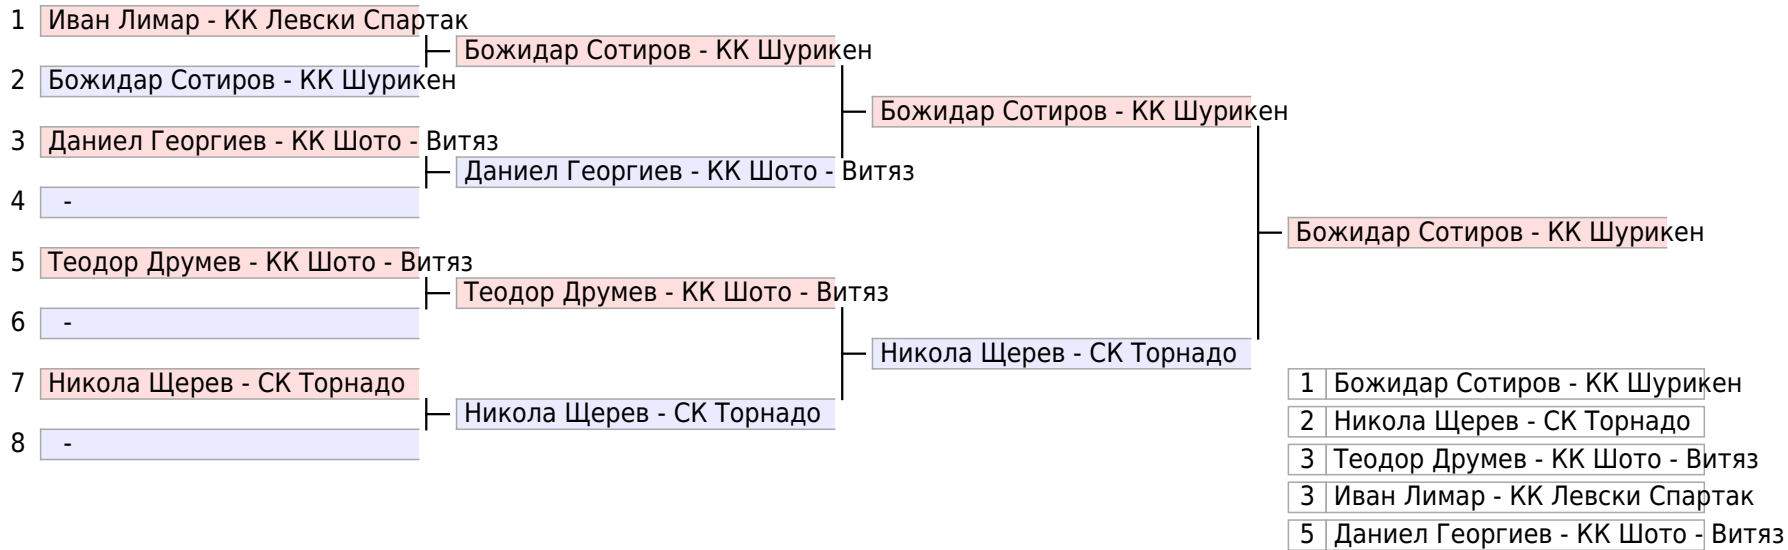 1 Иван Лимар - КК Левски Спартак
Божидар Сотиров - КК Шурикен
2 Божидар Сотиров - КК Шурикен
Божидар Сотиров - КК Шурикен
3 Даниел Георгиев - КК Шото - Витяз
Даниел Георгиев - КК Шото - Витяз
4 -
Божидар Сотиров - КК Шурикен
5 Теодор Друмев - КК Шото - Витяз
Теодор Друмев - КК Шото - Витяз
6 -
Никола Щерев - СК Торнадо
7 Никола Щерев - СК Торнадо
Никола Щерев - СК Торнадо
8 -
1 Божидар Сотиров - КК Шурикен
2 Никола Щерев - СК Торнадо
3 Теодор Друмев - КК Шото - Витяз
3 Иван Лимар - КК Левски Спартак
5 Даниел Георгиев - КК Шото - Витяз